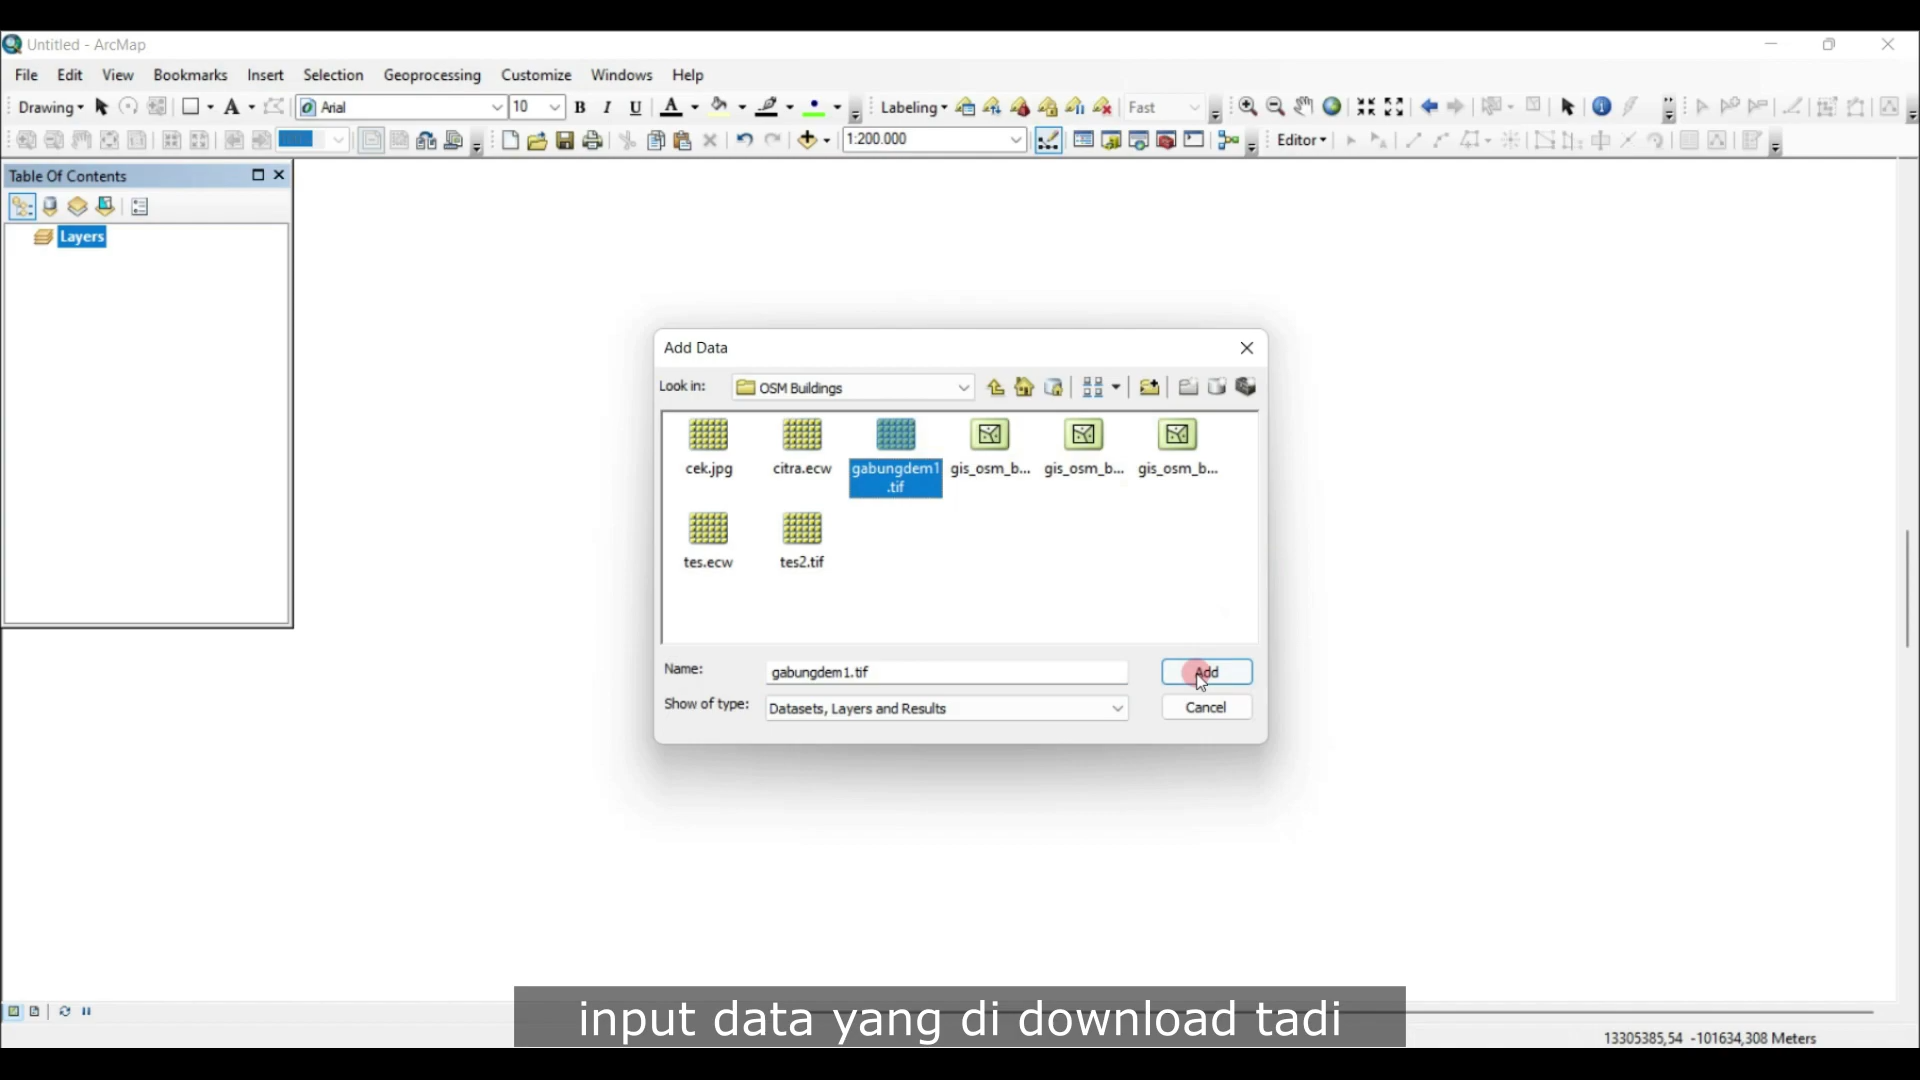 Untitled - ArcMap
File Edit View Bookmarks Insert Selection Geoprocessing Customize Windows Help
Drawing Arial 10 B I U A Labeling Fast
1:200.000 Editor
Table Of Contents
Layers
Add Data
Look in: OSM Buildings
cek.jpg citra.ecw gabungdem1
.tif
gis_osm_b... gis_osm_b... gis_osm_b...
tes.ecw tes2.tif
Name: gabungdem1.tif Add
Show of type: Datasets, Layers and Results Cancel
input data yang di download tadi
13305385,54 -101634,308 Meters